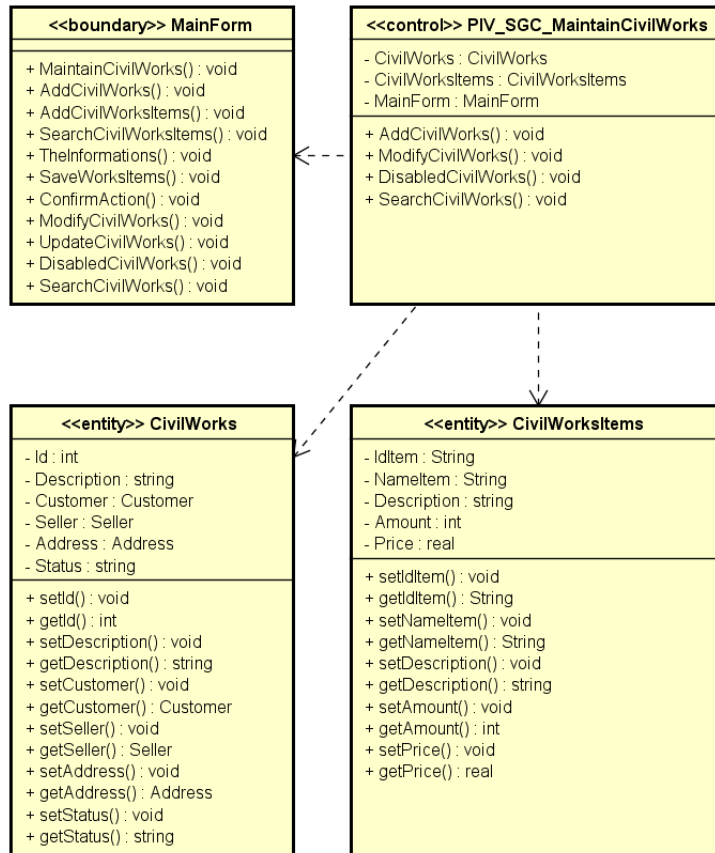 <<boundary>> MainForm
+ MaintainCivilWorks() : void
+ AddCivilWorks() : void
+ AddCivilWorksItems() : void
+ SearchCivilWorksItems() : void
+ TheInformations() : void
+ SaveWorksItems() : void
+ ConfirmAction() : void
+ ModifyCivilWorks() : void
+ UpdateCivilWorks() : void
+ DisabledCivilWorks() : void
+ SearchCivilWorks() : void
<<control>> PIV_SGC_MaintainCivilWorks
- CivilWorks : CivilWorks
- CivilWorksItems : CivilWorksItems
- MainForm : MainForm
+ AddCivilWorks() : void
+ ModifyCivilWorks() : void
+ DisabledCivilWorks() : void
+ SearchCivilWorks() : void
<<entity>> CivilWorks
- Id : int
- Description : string
- Customer : Customer
- Seller : Seller
- Address : Address
- Status : string
+ setId() : void
+ getId() : int
+ setDescription() : void
+ getDescription() : string
+ setCustomer() : void
+ getCustomer() : Customer
+ setSeller() : void
+ getSeller() : Seller
+ setAddress() : void
+ getAddress() : Address
+ setStatus() : void
+ getStatus() : string
<<entity>> CivilWorksItems
- IdItem : String
- NameItem : String
- Description : string
- Amount : int
- Price : real
+ setIdItem() : void
+ getIdItem() : String
+ setNameItem() : void
+ getNameItem() : String
+ setDescription() : void
+ getDescription() : string
+ setAmount() : void
+ getAmount() : int
+ setPrice() : void
+ getPrice() : real